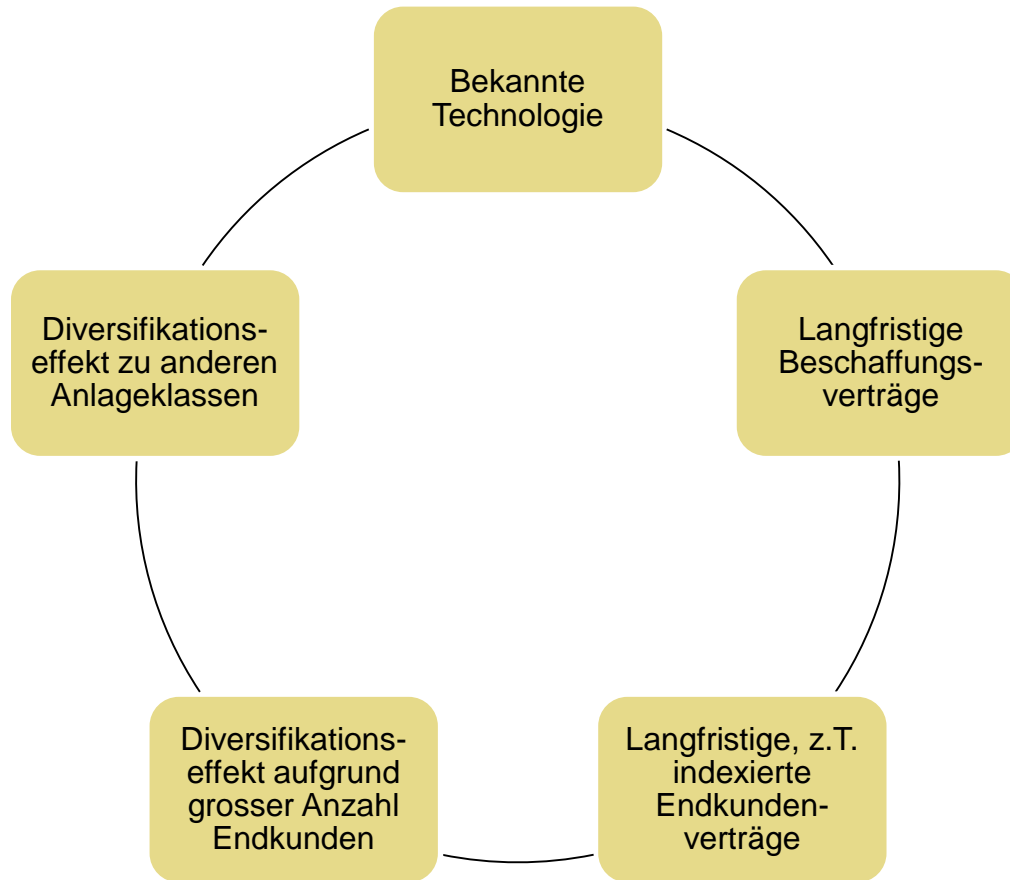 Bekannte
Technologie
Langfristige
Beschaffungs-
verträge
Langfristige, z.T.
indexierte
Endkunden-
verträge
Diversifikations-
effekt aufgrund
grosser Anzahl
Endkunden
Diversifikations-
effekt zu anderen
Anlageklassen